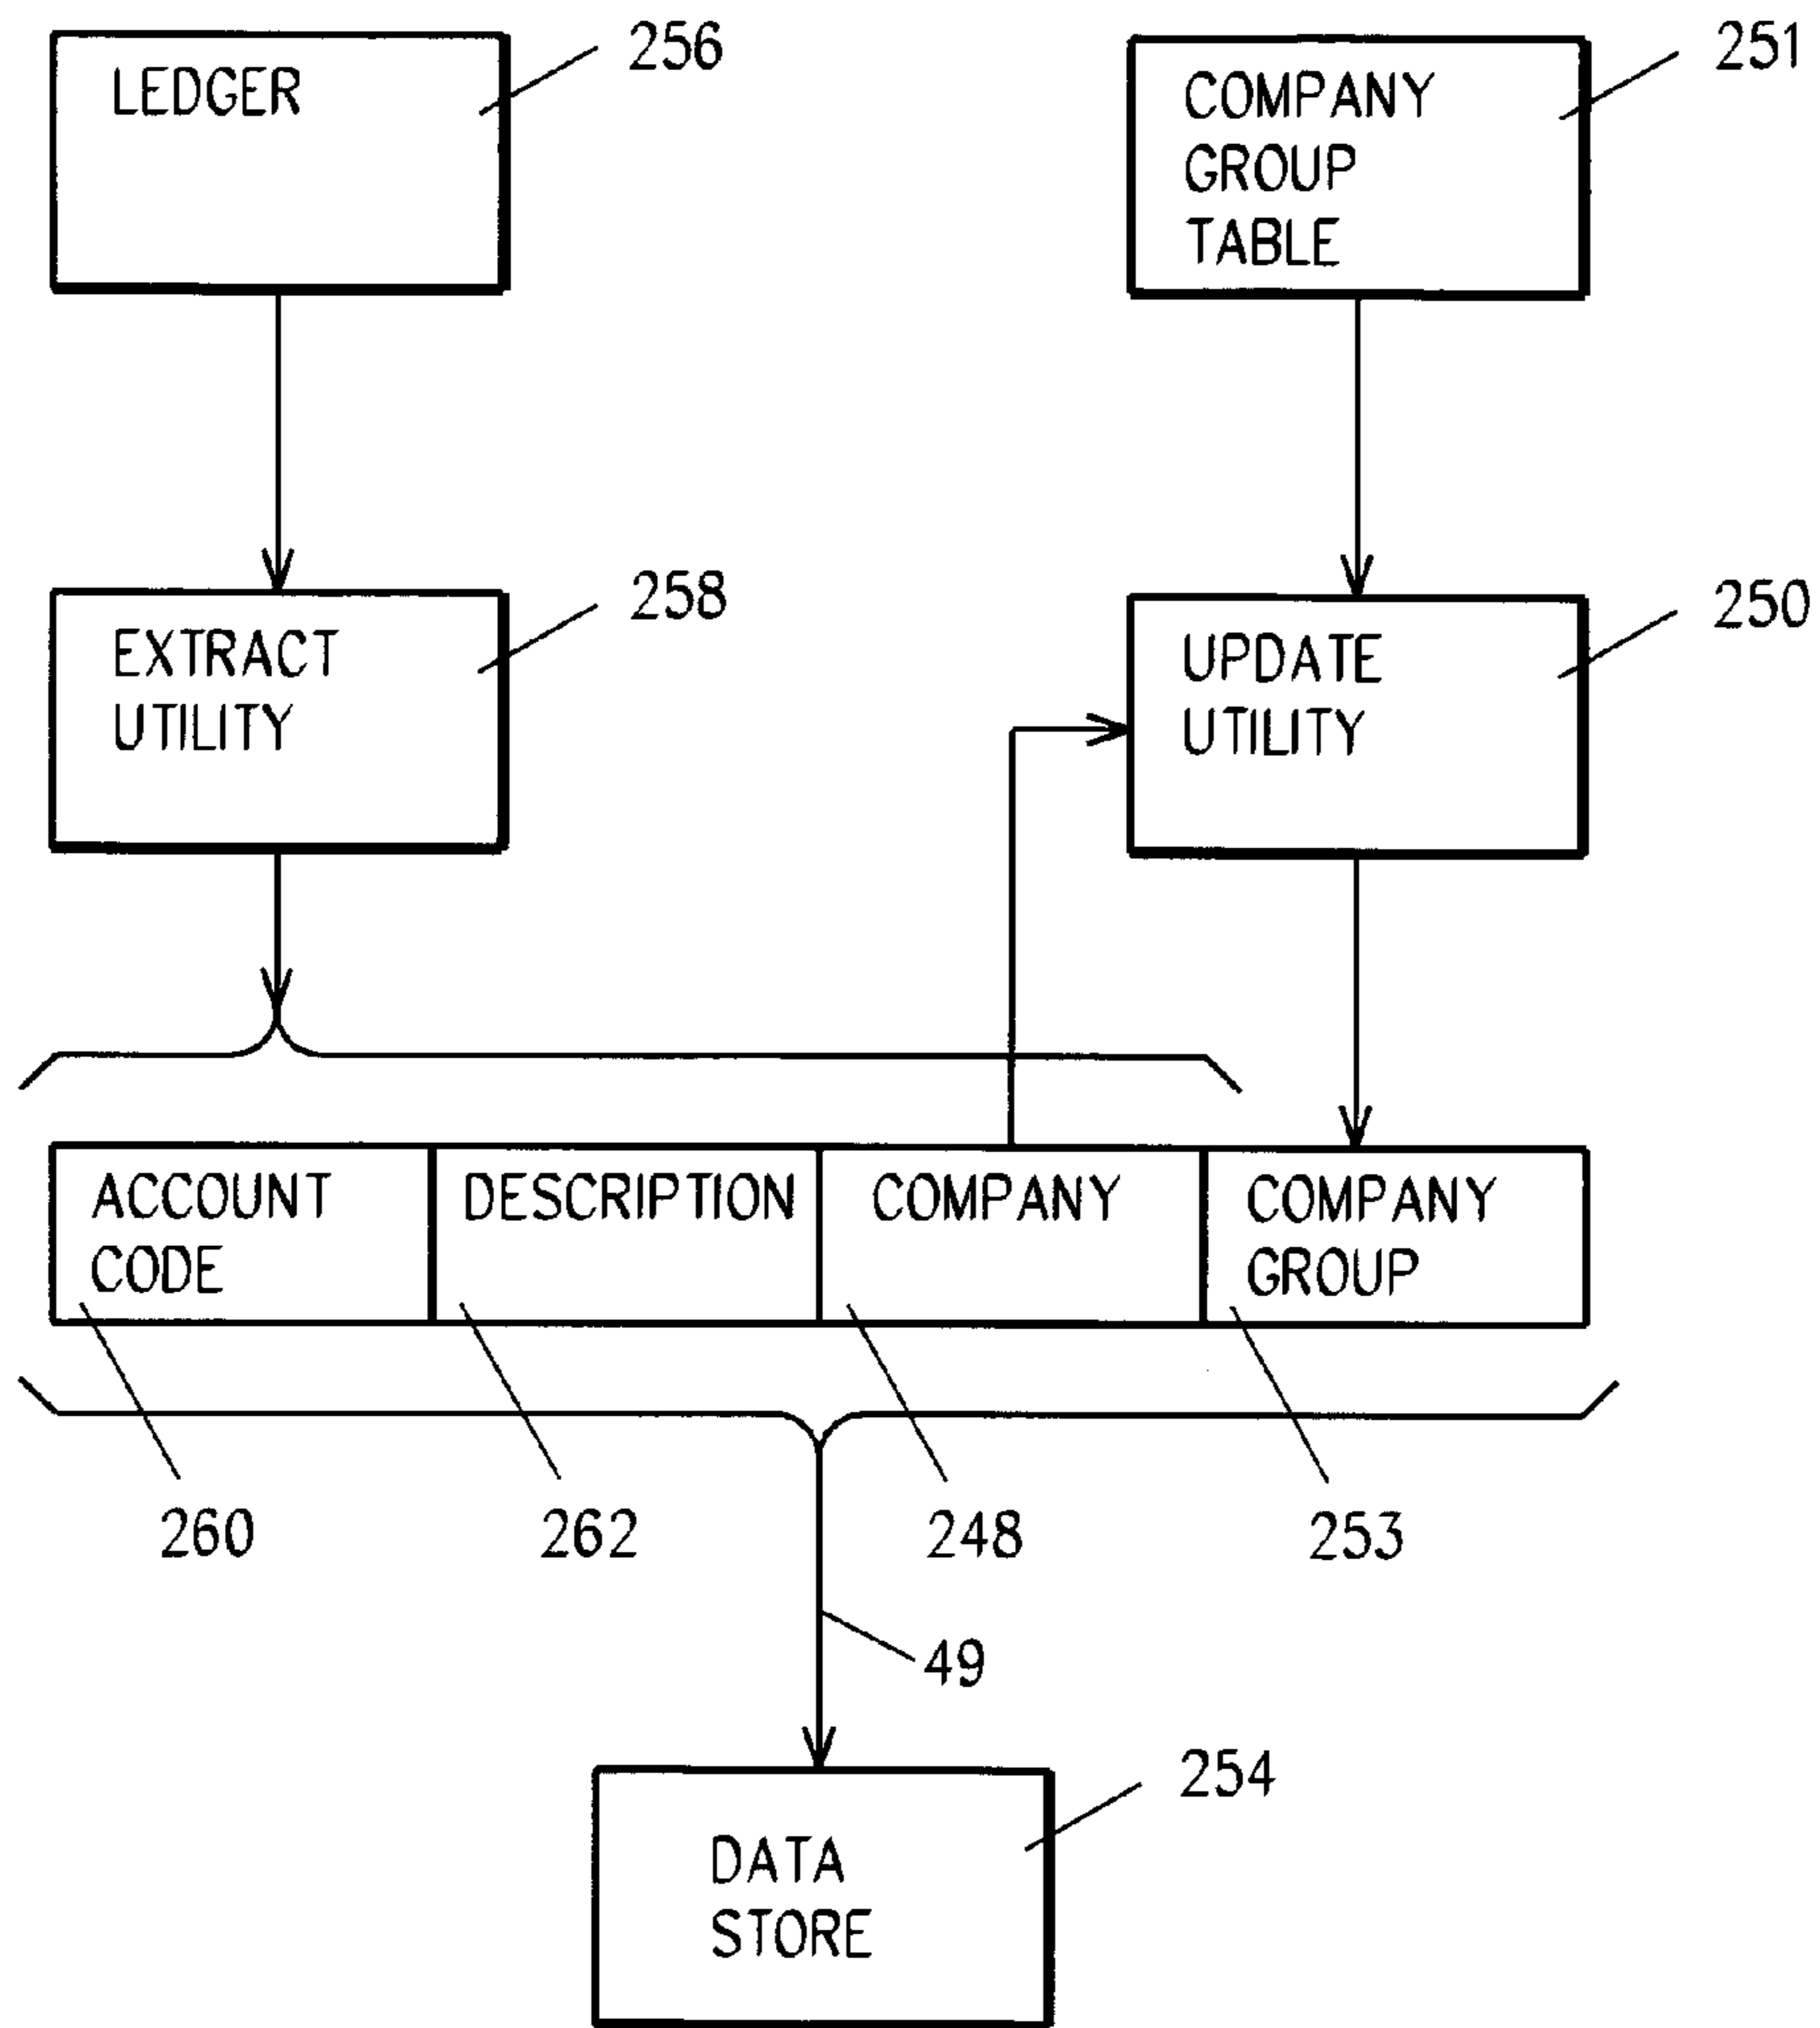 LEDGER
256
COMPANY
GROUP
TABLE
251
EXTRACT
UTILITY
258
UPDATE
UTILITY
250
ACCOUNT
CODE
DESCRIPTION
COMPANY
COMPANY
GROUP
260
262
248
253
49
DATA
STORE
254